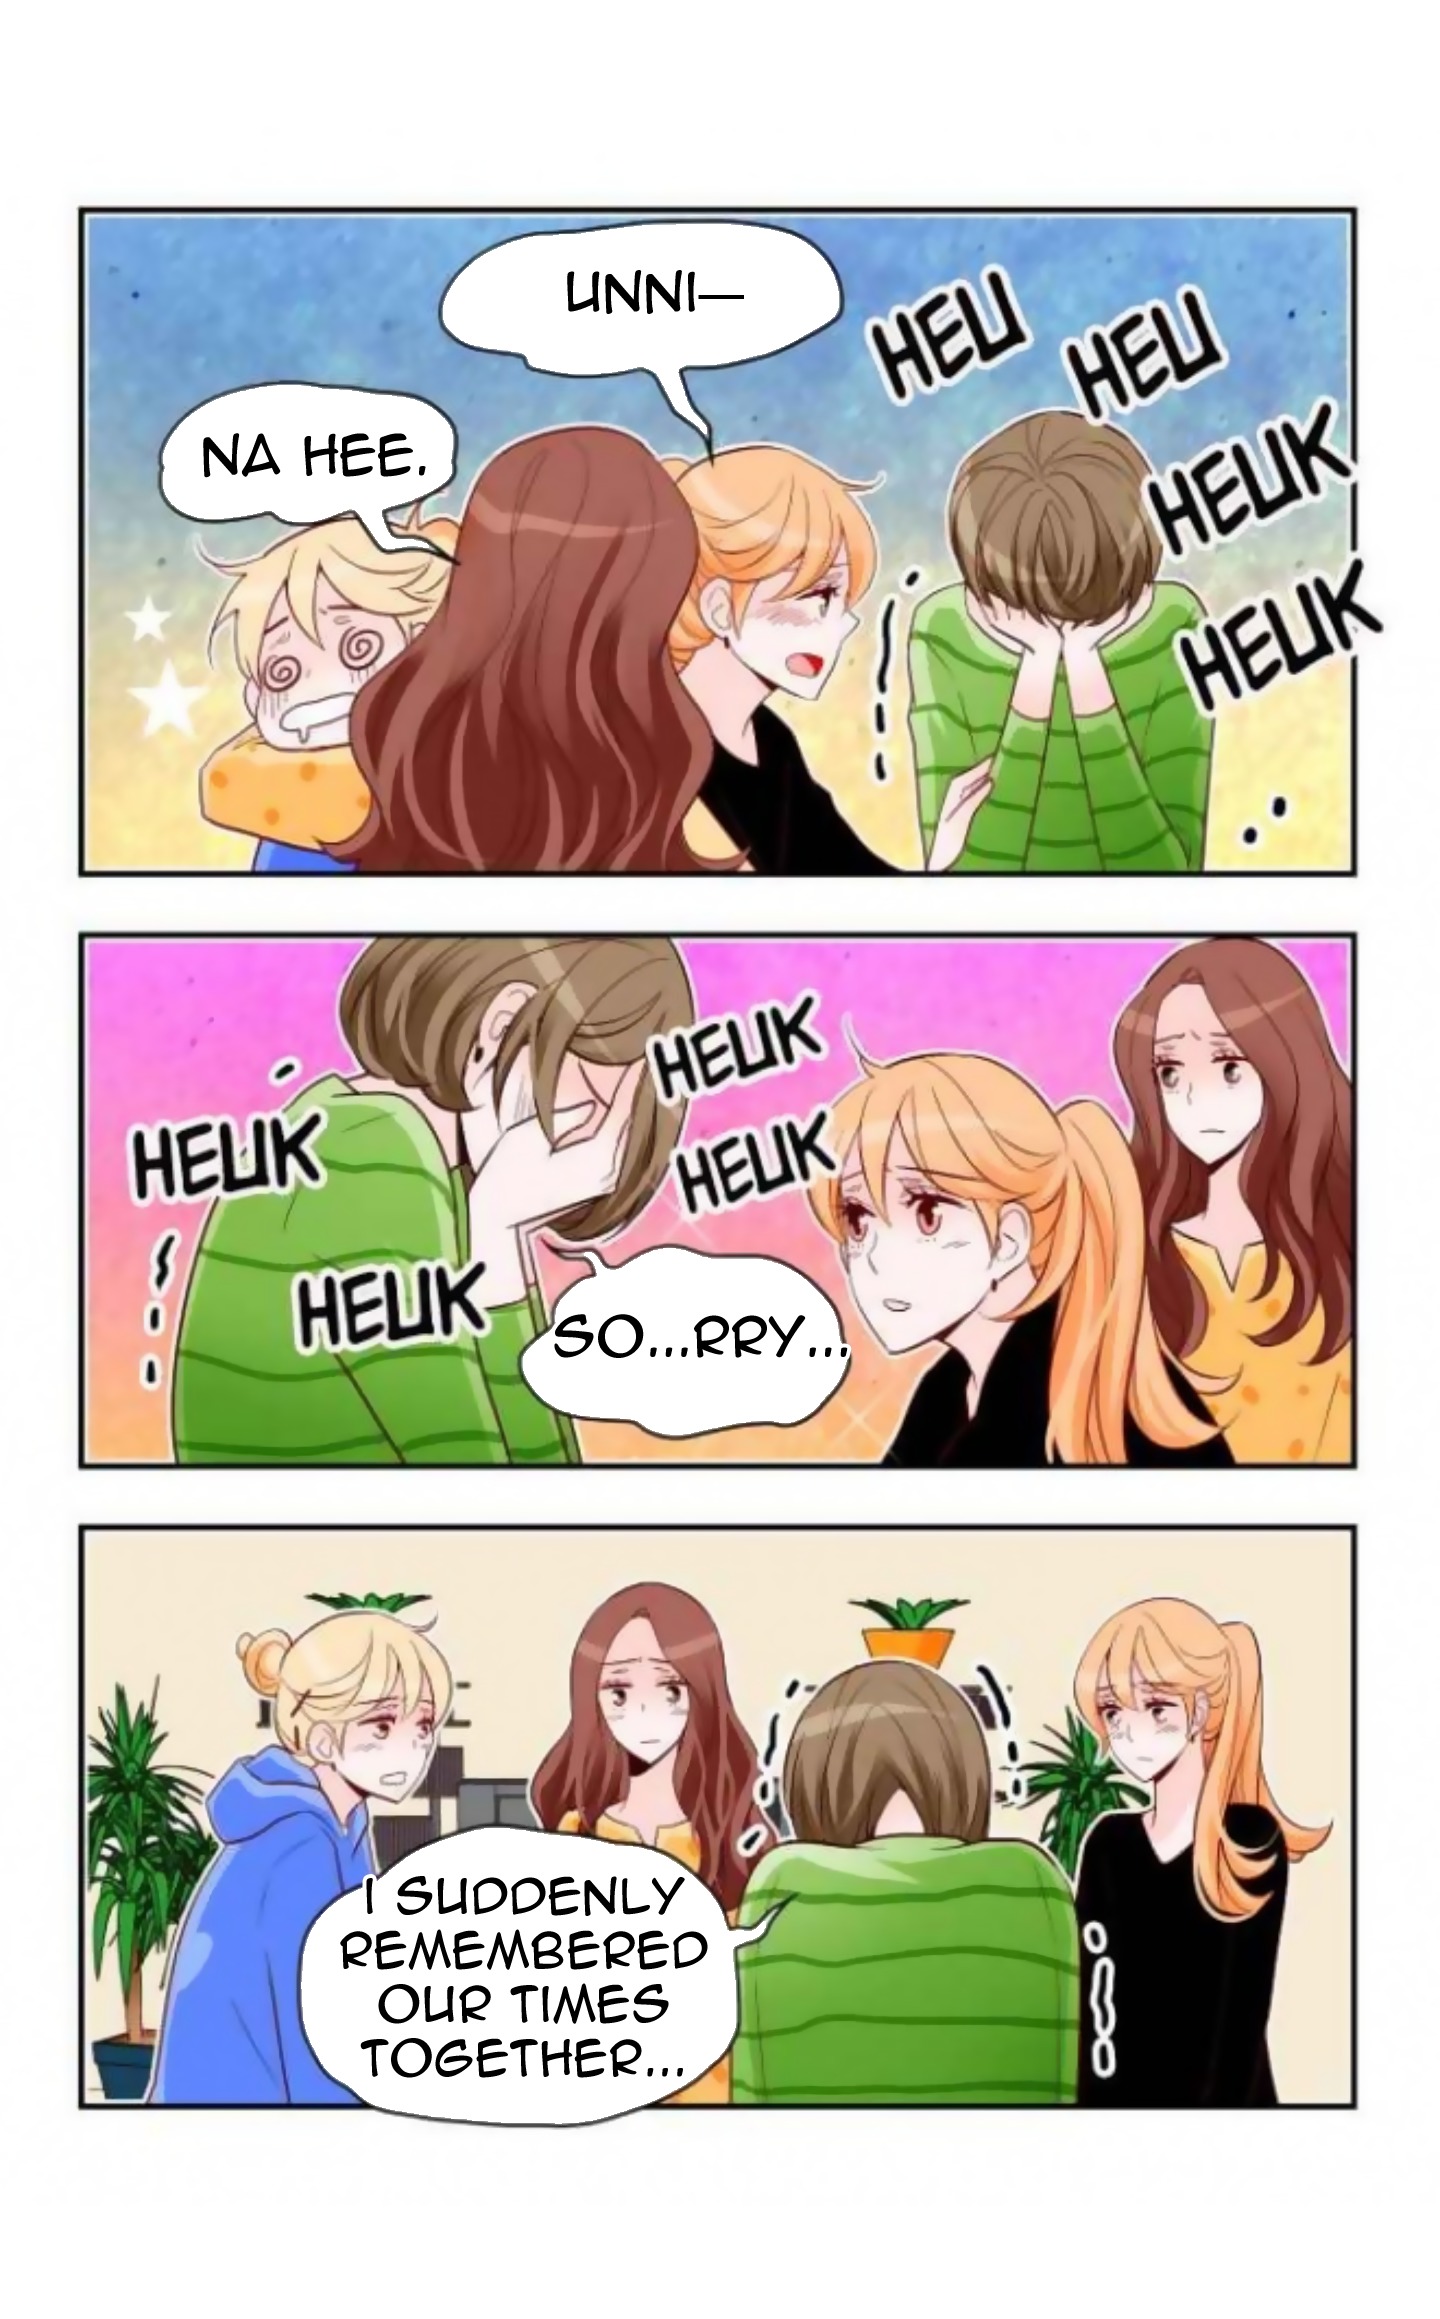 UNNI—
NA HEE.
HEU
HEU
HEUK
HEUK
HEUK
HEUK
HEUK
HEUK
SO...RRY...
I SUDDENLY
REMEMBERED
OUR TIMES
TOGETHER...